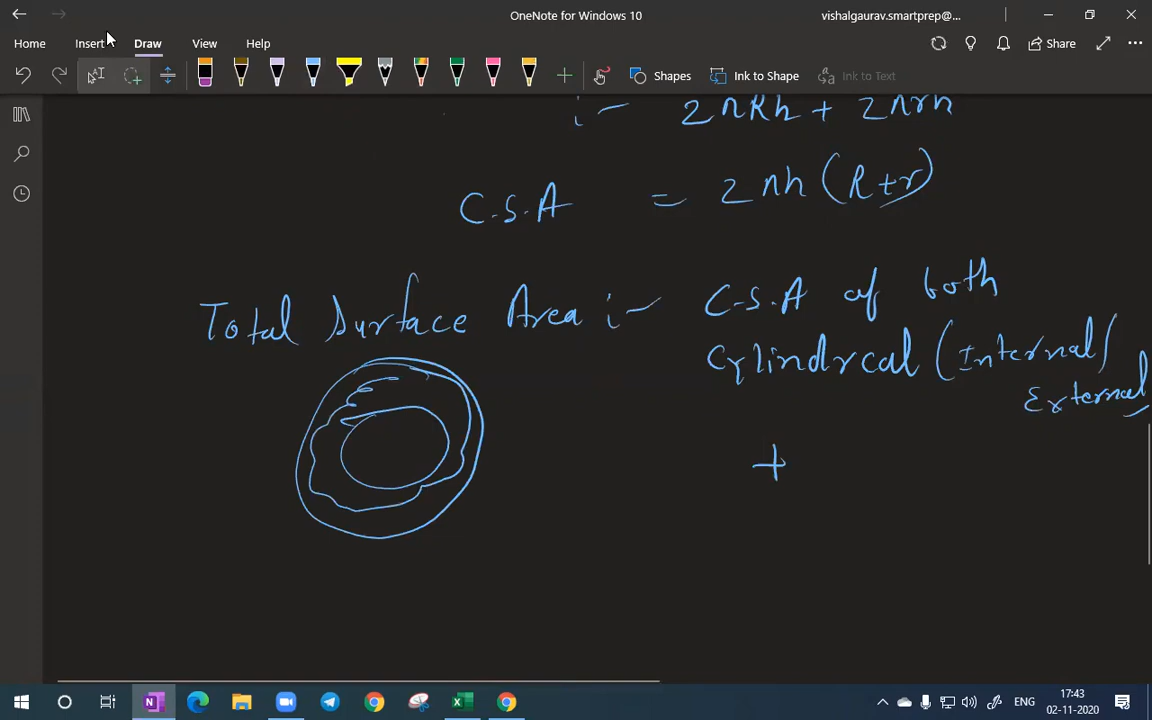 OneNote for Windows 10
vishalgaurav.smartprep@...
Home Insert Draw View Help
Share
Shapes Ink to Shape Ink to Text
:- 2πRh + 2πrh
C.S.A = 2πh (R+r)
Total Surface Area :- C.S.A of both
Cylindrcal (Internal/
External
+
ENG
17:43
02-11-2020